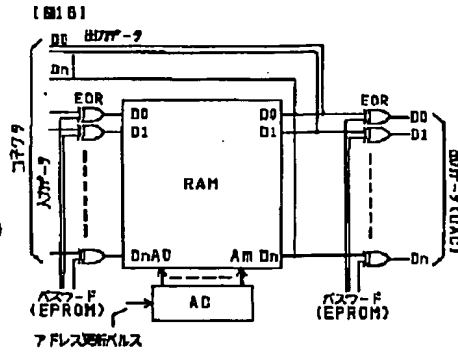 【図16】
D0 出力データ
Dn
EOR
D0
D1
RAM
D0
D1
EOR
D0
D1
コネクタ
入力データ
DnA0
Am Dn
Dn
パスワード
(EPROM)
AD
パスワード
(EPROM)
アドレス更新パルス